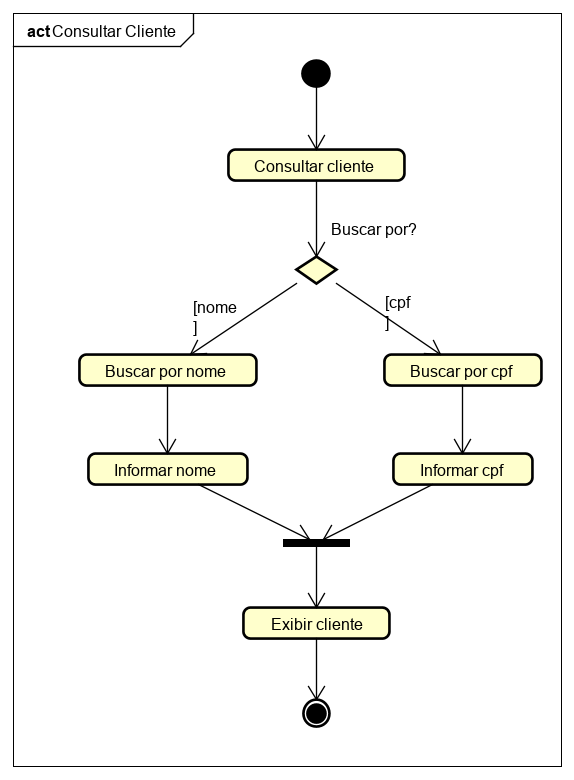 act Consultar Cliente
Consultar cliente
Buscar por?
[nome
]
[cpf
]
Buscar por nome
Buscar por cpf
Informar nome
Informar cpf
Exibir cliente